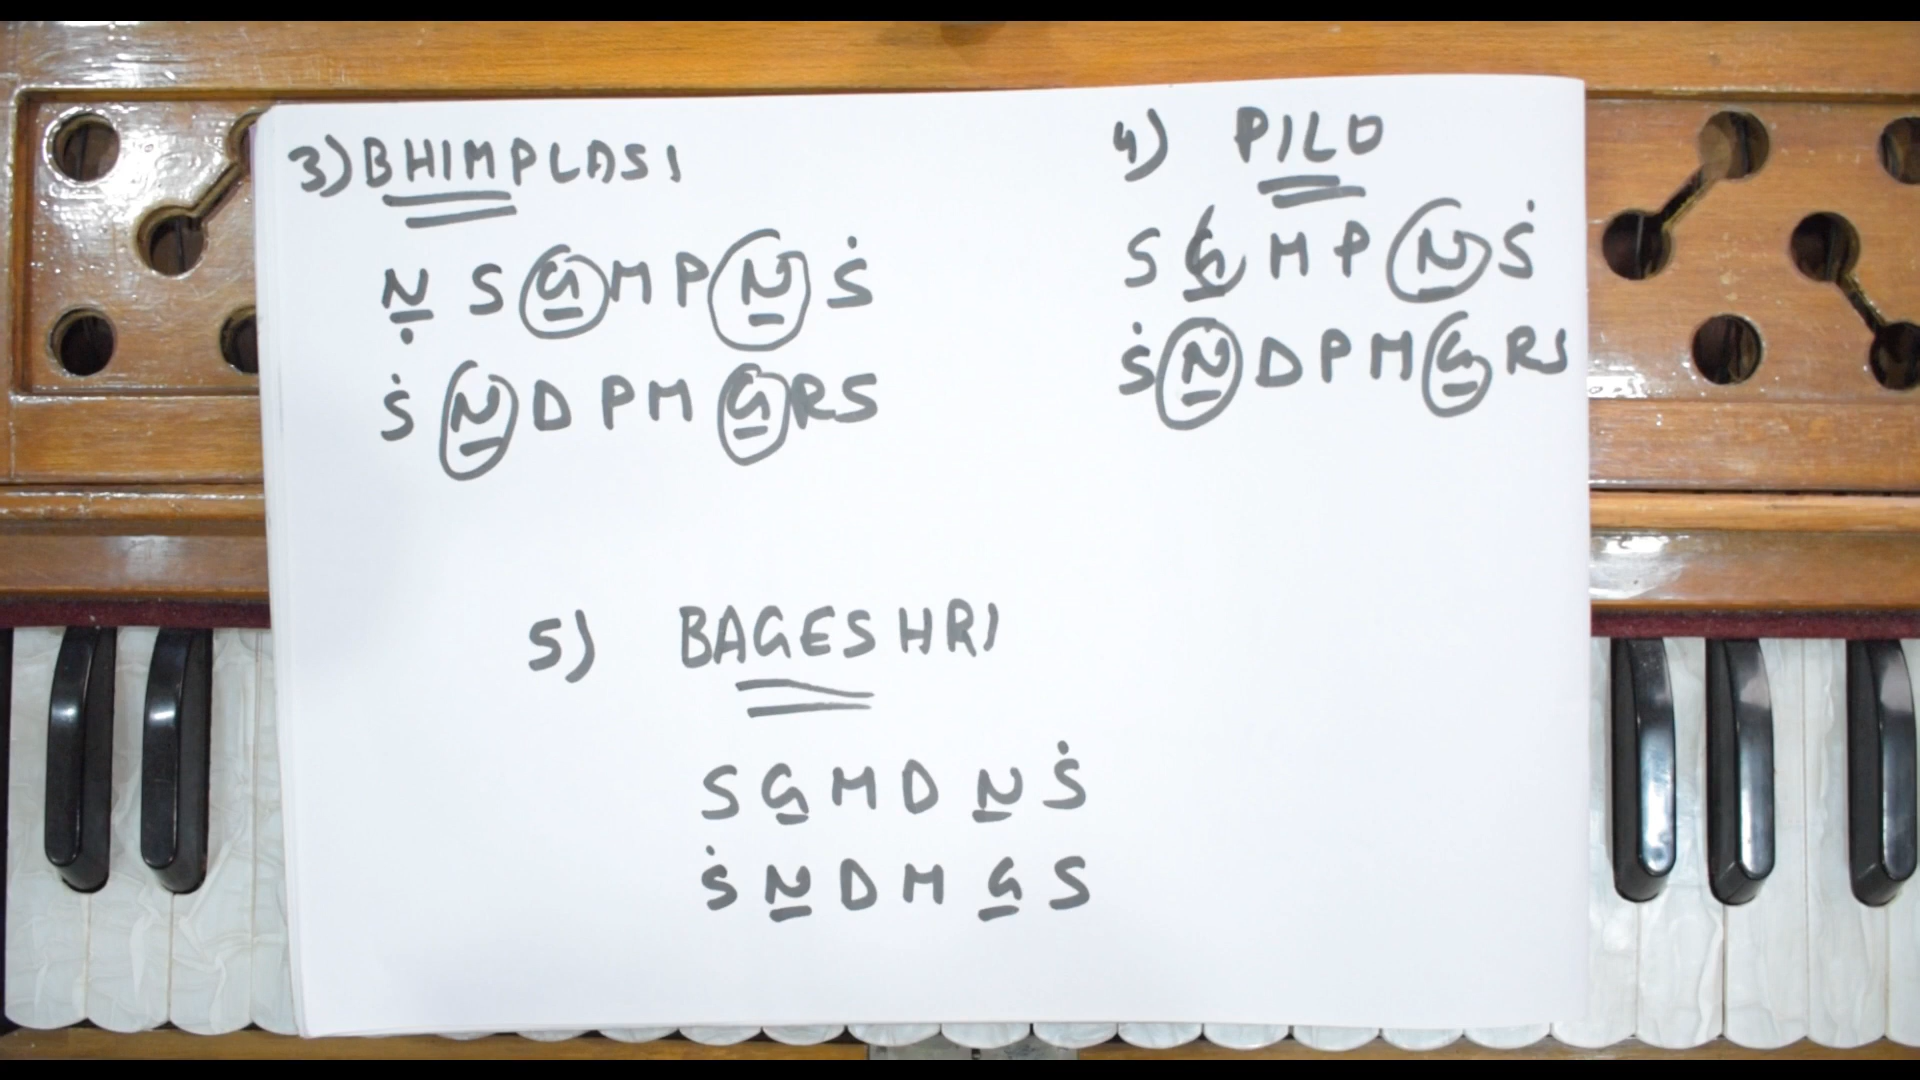 3) BHIMPLASI
Ṇ̲ S G̲ M P N̲ Ṡ
Ṡ N̲ D P M G̲ R S
4) PILO
S G̲ M P N̲ Ṡ
Ṡ N̲ D P M G̲ R S
5) BAGESHRI
S G̲ M D N̲ Ṡ
Ṡ N̲ D M G̲ S